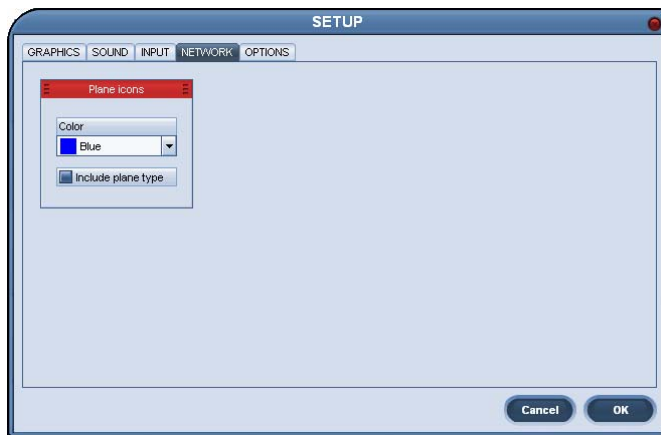 SETUP
GRAPHICS SOUND INPUT NETWORK OPTIONS
Plane icons
Color
Blue
Include plane type
Cancel OK